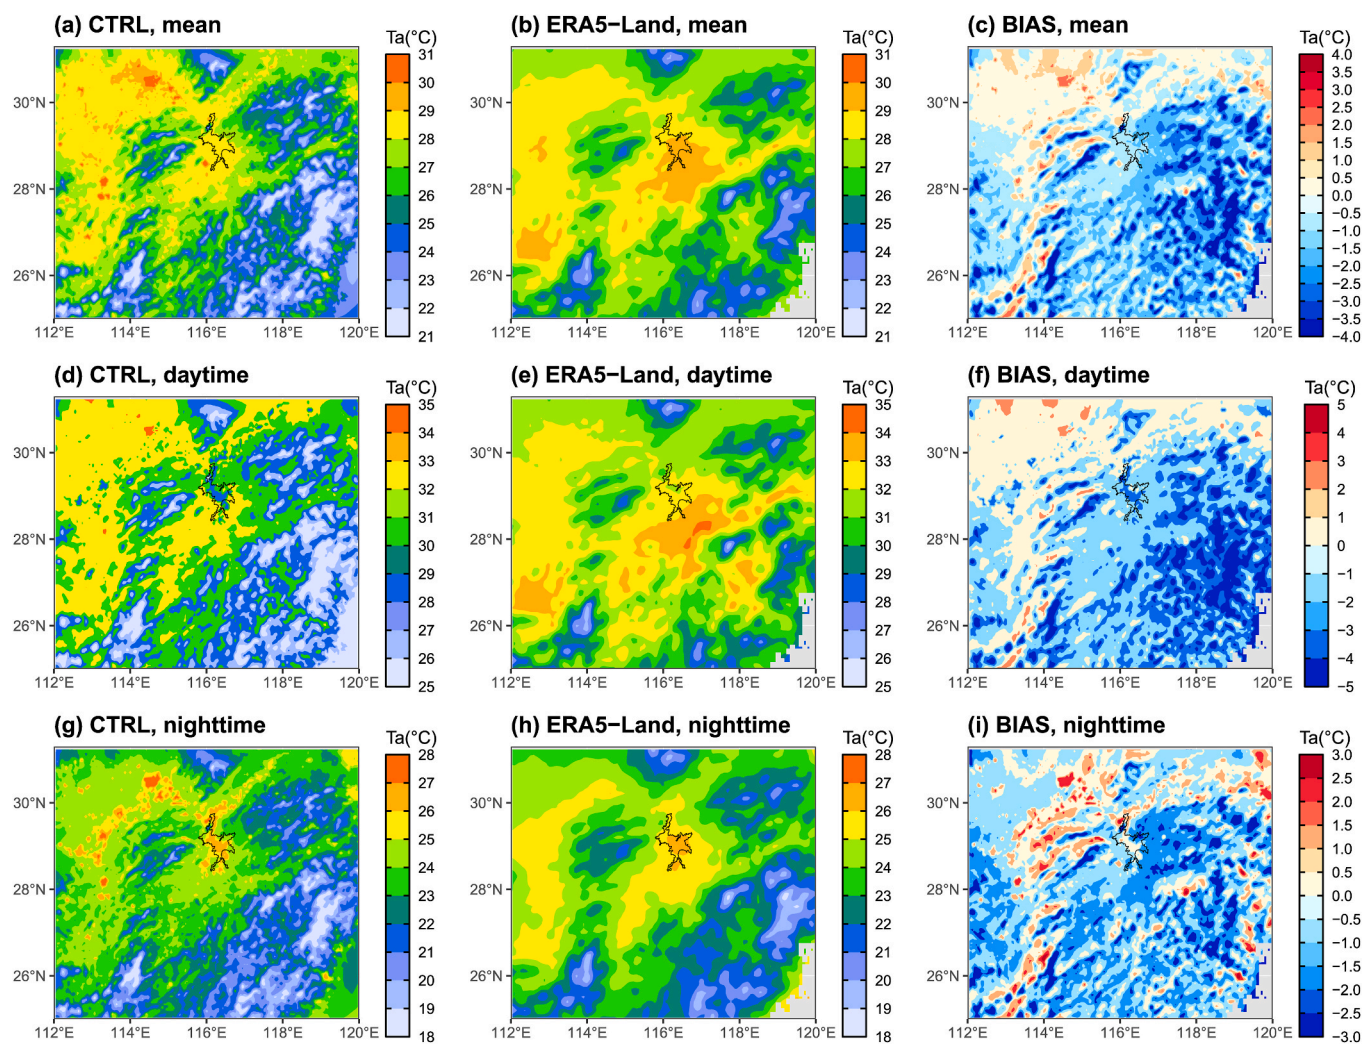 (a) CTRL, mean
(b) ERA5−Land, mean
(c) BIAS, mean
Ta(°C)
31
30
29
28
27
26
25
24
23
22
21
30°N
28°N
26°N
112°E 114°E 116°E 118°E 120°E
Ta(°C)
31
30
29
28
27
26
25
24
23
22
21
30°N
28°N
26°N
112°E 114°E 116°E 118°E 120°E
Ta(°C)
4.0
4.0
3.5
3.0
2.5
2.0
1.5
1.0
0.5
0.0
−0.5
−1.0
−1.5
−2.0
−2.5
−3.0
−3.5
−4.0
30°N
28°N
26°N
112°E 114°E 116°E 118°E 120°E
(d) CTRL, daytime
(e) ERA5−Land, daytime
(f) BIAS, daytime
Ta(°C)
35
34
33
32
31
30
29
28
27
26
25
30°N
28°N
26°N
112°E 114°E 116°E 118°E 120°E
Ta(°C)
35
34
33
32
31
30
29
28
27
26
25
30°N
28°N
26°N
112°E 114°E 116°E 118°E 120°E
Ta(°C)
5
4
3
2
1
0
−1
−2
−3
−4
−5
30°N
28°N
26°N
112°E 114°E 116°E 118°E 120°E
(g) CTRL, nighttime
(h) ERA5−Land, nighttime
(i) BIAS, nighttime
Ta(°C)
28
27
26
25
24
23
22
21
20
19
18
30°N
28°N
26°N
112°E 114°E 116°E 118°E 120°E
Ta(°C)
28
27
26
25
24
23
22
21
20
19
18
30°N
28°N
26°N
112°E 114°E 116°E 118°E 120°E
Ta(°C)
3.0
2.5
2.0
1.5
1.0
0.5
0.0
−0.5
−1.0
−1.5
−2.0
−2.5
−3.0
30°N
28°N
26°N
112°E 114°E 116°E 118°E 120°E